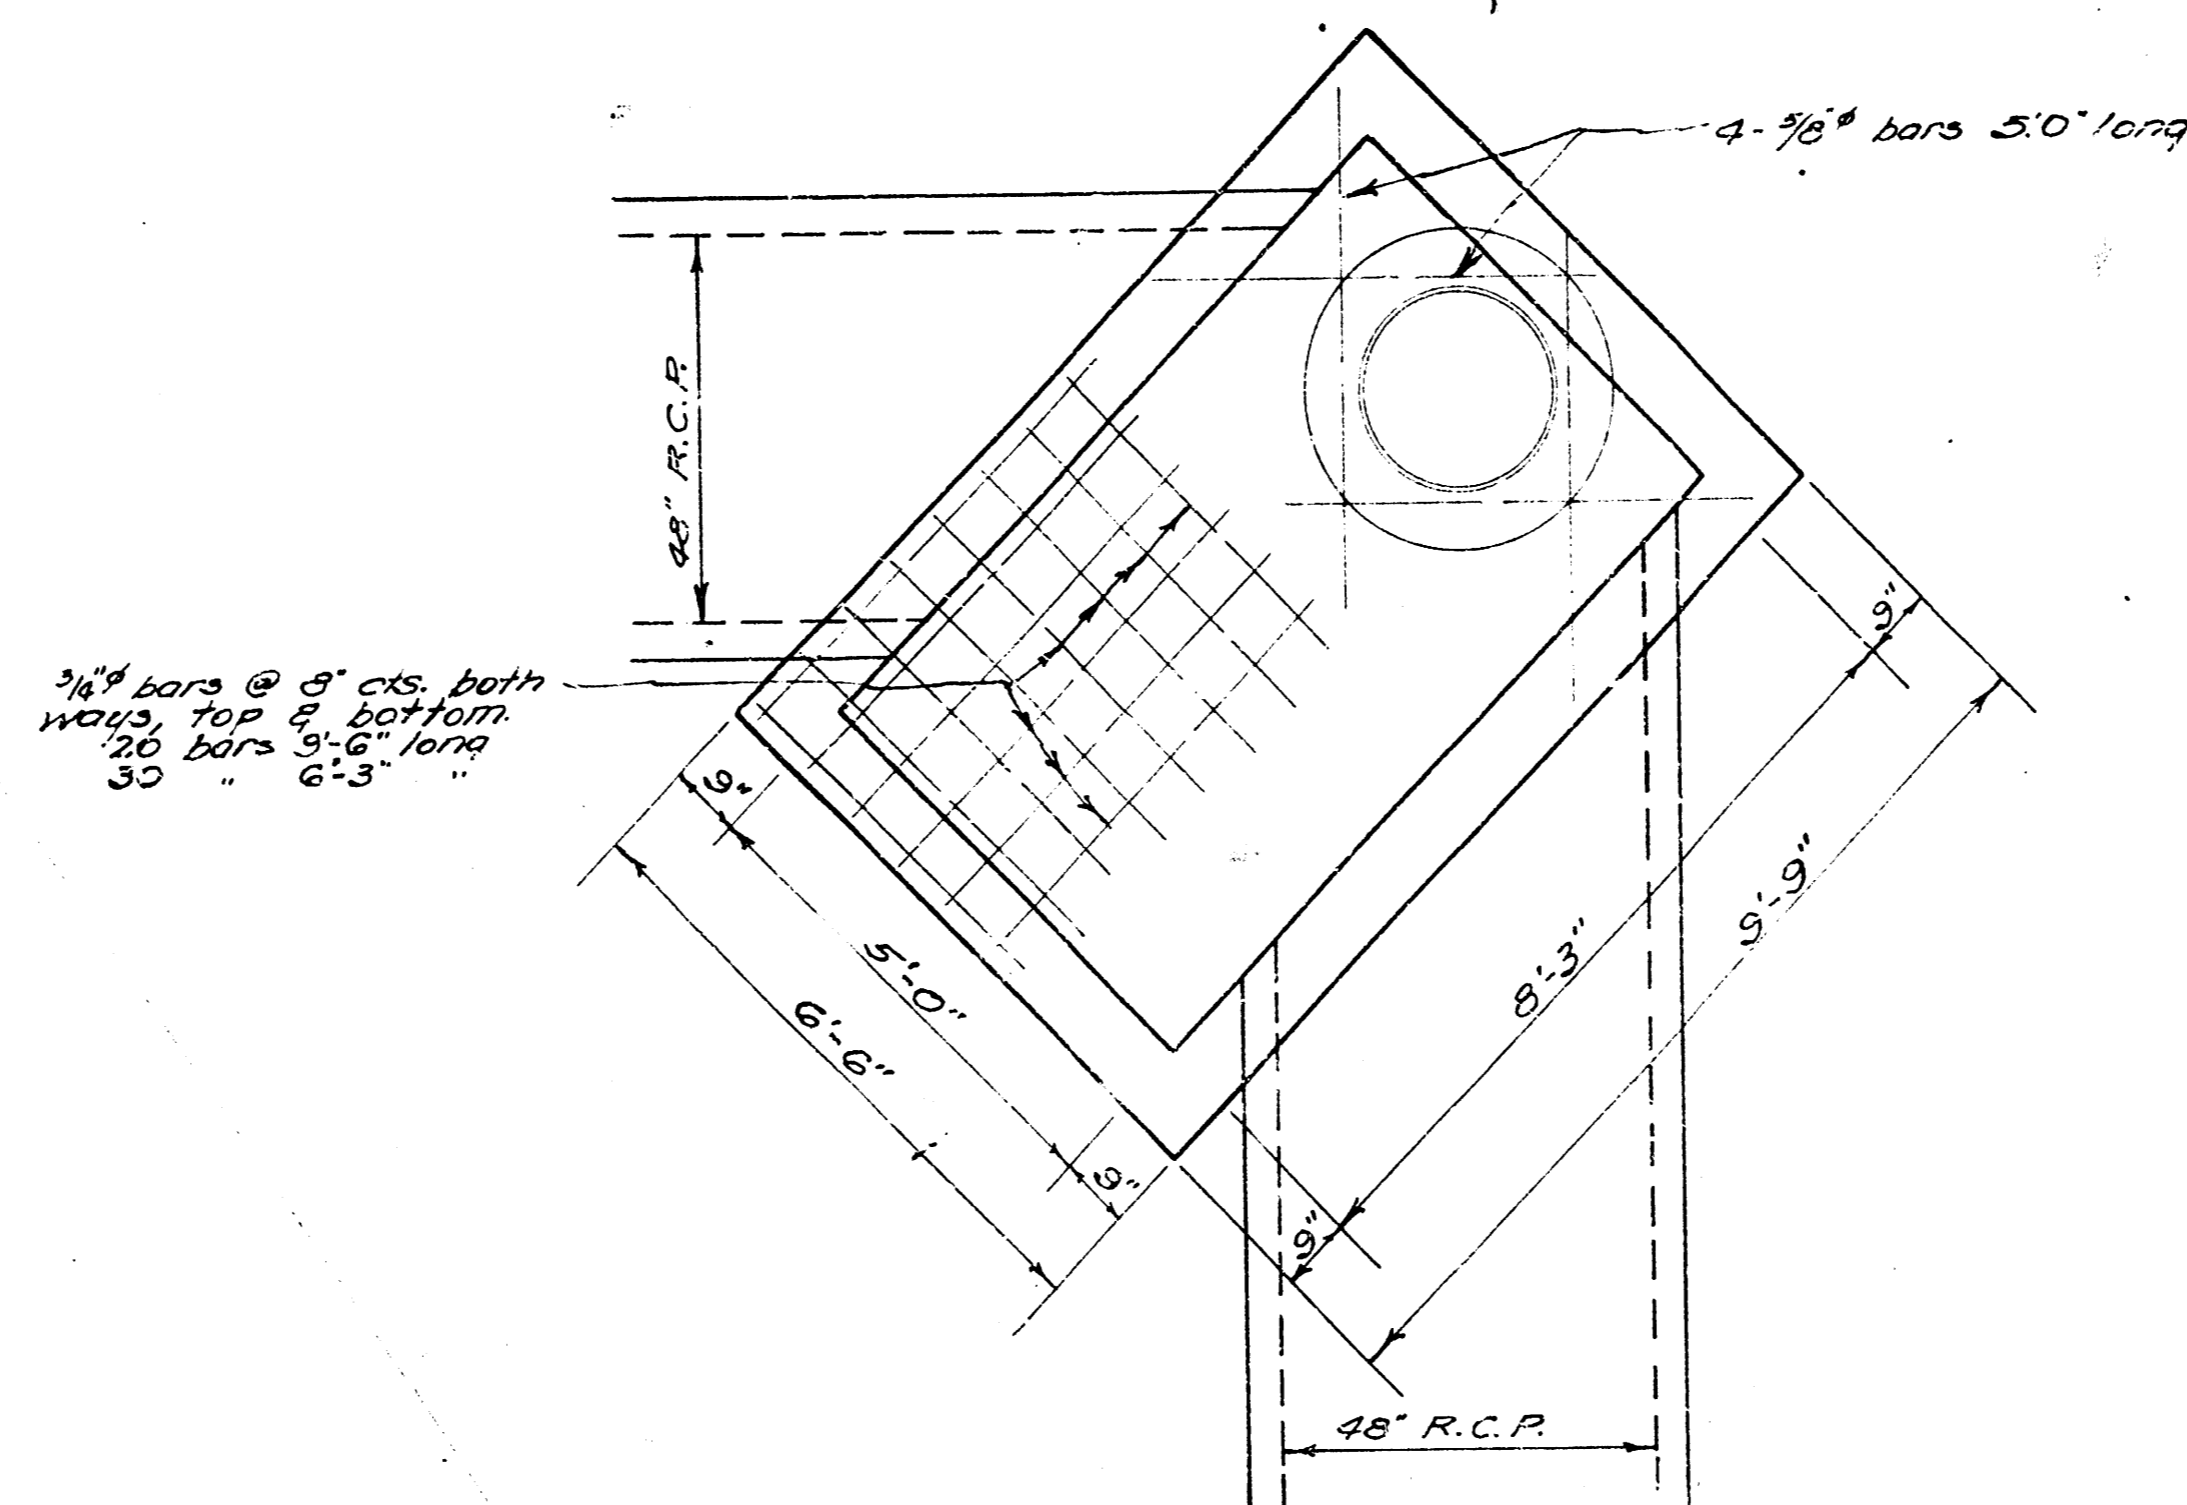 4-5/8"ø bars 5'0" long
48" R.C.P.
3/4"ø bars @ 8" cts. both
ways, top & bottom.
20 bars 9'-6" long
30 " 6'-3" "
9"
9"
5'-0"
6'-6"
8'-3"
9'-9"
9"
9"
48" R.C.P.